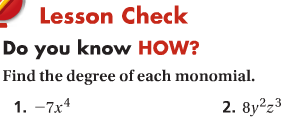 Lesson Check
Do you know HOW?
Find the degree of each monomial.
1. −7x⁴ 2. 8y²z³